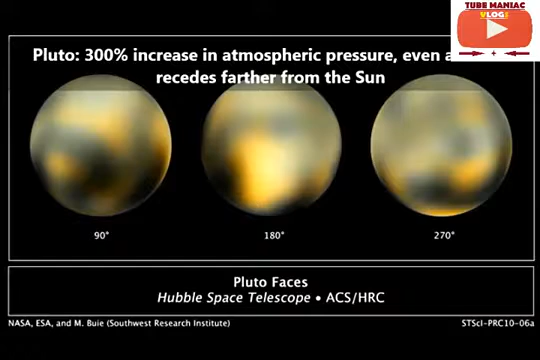 TUBE MANIAC
VLOGS
Pluto: 300% increase in atmospheric pressure, even a
recedes farther from the Sun
90°
180°
270°
Pluto Faces
Hubble Space Telescope • ACS/HRC
NASA, ESA, and M. Buie (Southwest Research Institute)
STScI-PRC10-06a